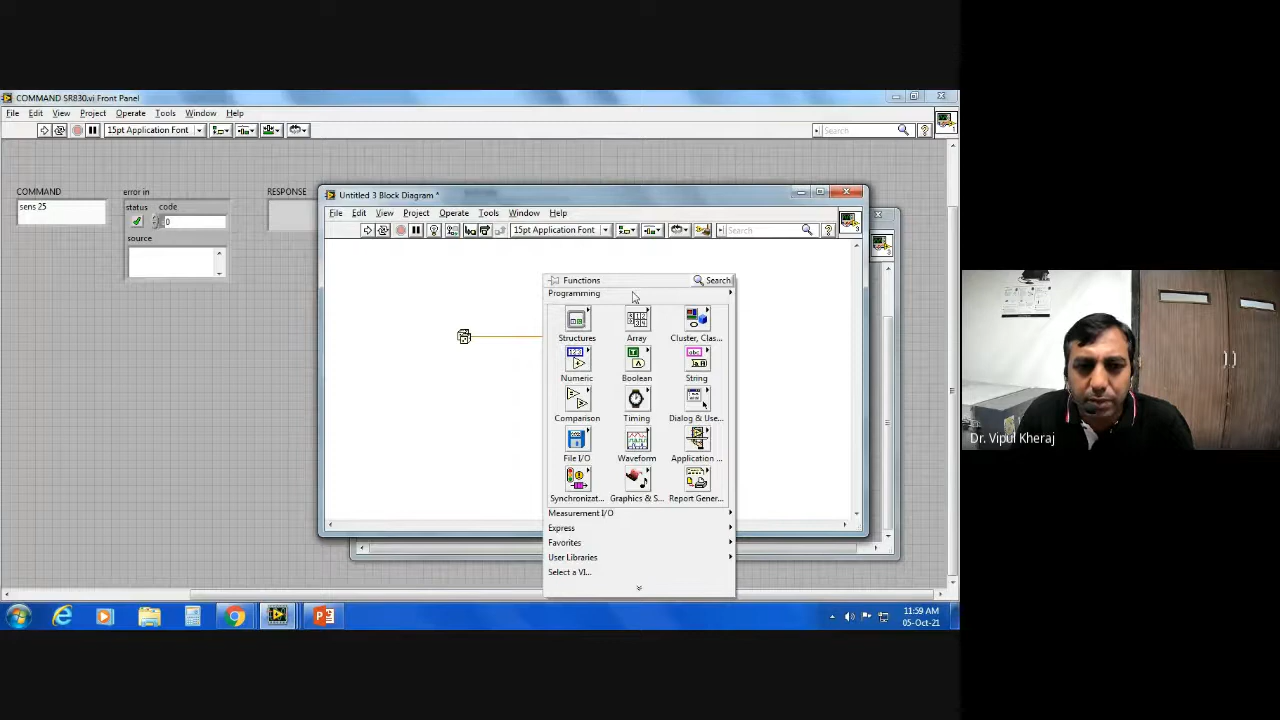 COMMAND SR830.vi Front Panel
File Edit View Project Operate Tools Window Help
15pt Application Font
Search
COMMAND
sens 25
error in
status code
0
source
RESPONSE
Untitled 3 Block Diagram *
File Edit View Project Operate Tools Window Help
15pt Application Font
Search
Functions
Search
Programming
Structures Array Cluster, Clas...
Numeric Boolean String
Comparison Timing Dialog & Use...
File I/O Waveform Application ...
Synchronizat... Graphics & S... Report Gener...
Measurement I/O
Express
Favorites
User Libraries
Select a VI...
Dr. Vipul Kheraj
11:59 AM
05-Oct-21